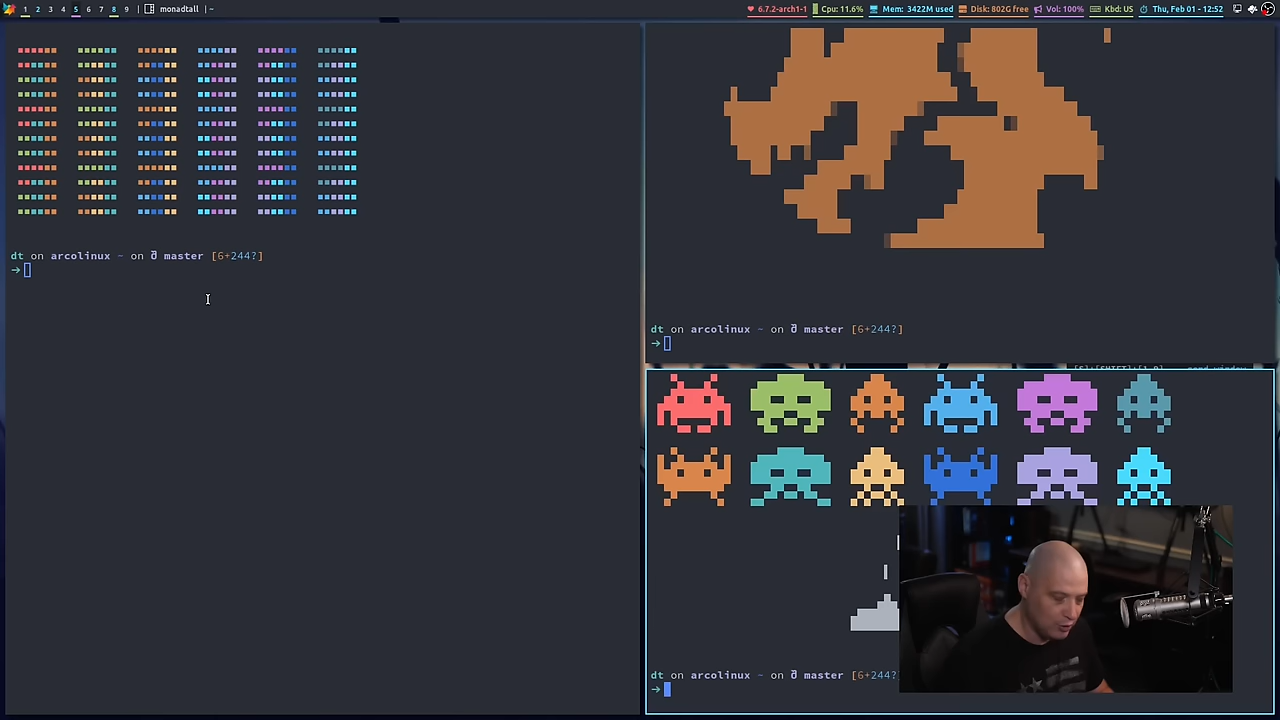 1 2 3 4 5 6 7 8 9 | monadtall | ~
6.7.2-arch1-1 Cpu: 11.6% Mem: 3422M used Disk: 802G free Vol: 100% Kbd: US Thu, Feb 01 - 12:52
dt on arcolinux ~ on master [6+244?]
→
dt on arcolinux ~ on master [6+244?]
→
dt on arcolinux ~ on master [6+244?
→